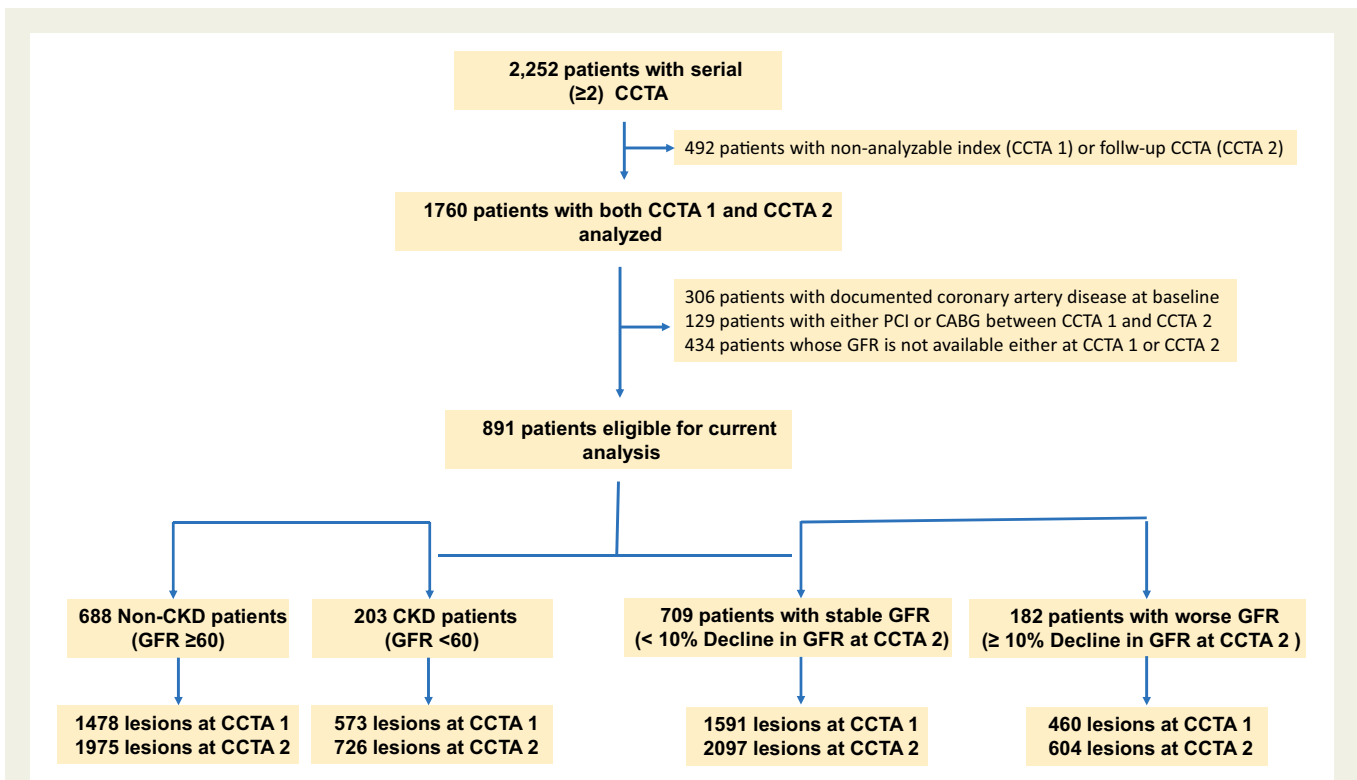 2,252 patients with serial
(≥2) CCTA
492 patients with non-analyzable index (CCTA 1) or follw-up CCTA (CCTA 2)
1760 patients with both CCTA 1 and CCTA 2
analyzed
306 patients with documented coronary artery disease at baseline
129 patients with either PCI or CABG between CCTA 1 and CCTA 2
434 patients whose GFR is not available either at CCTA 1 or CCTA 2
891 patients eligible for current
analysis
688 Non-CKD patients
(GFR ≥60)
203 CKD patients
(GFR <60)
709 patients with stable GFR
(< 10% Decline in GFR at CCTA 2)
182 patients with worse GFR
(≥ 10% Decline in GFR at CCTA 2 )
1478 lesions at CCTA 1
1975 lesions at CCTA 2
573 lesions at CCTA 1
726 lesions at CCTA 2
1591 lesions at CCTA 1
2097 lesions at CCTA 2
460 lesions at CCTA 1
604 lesions at CCTA 2